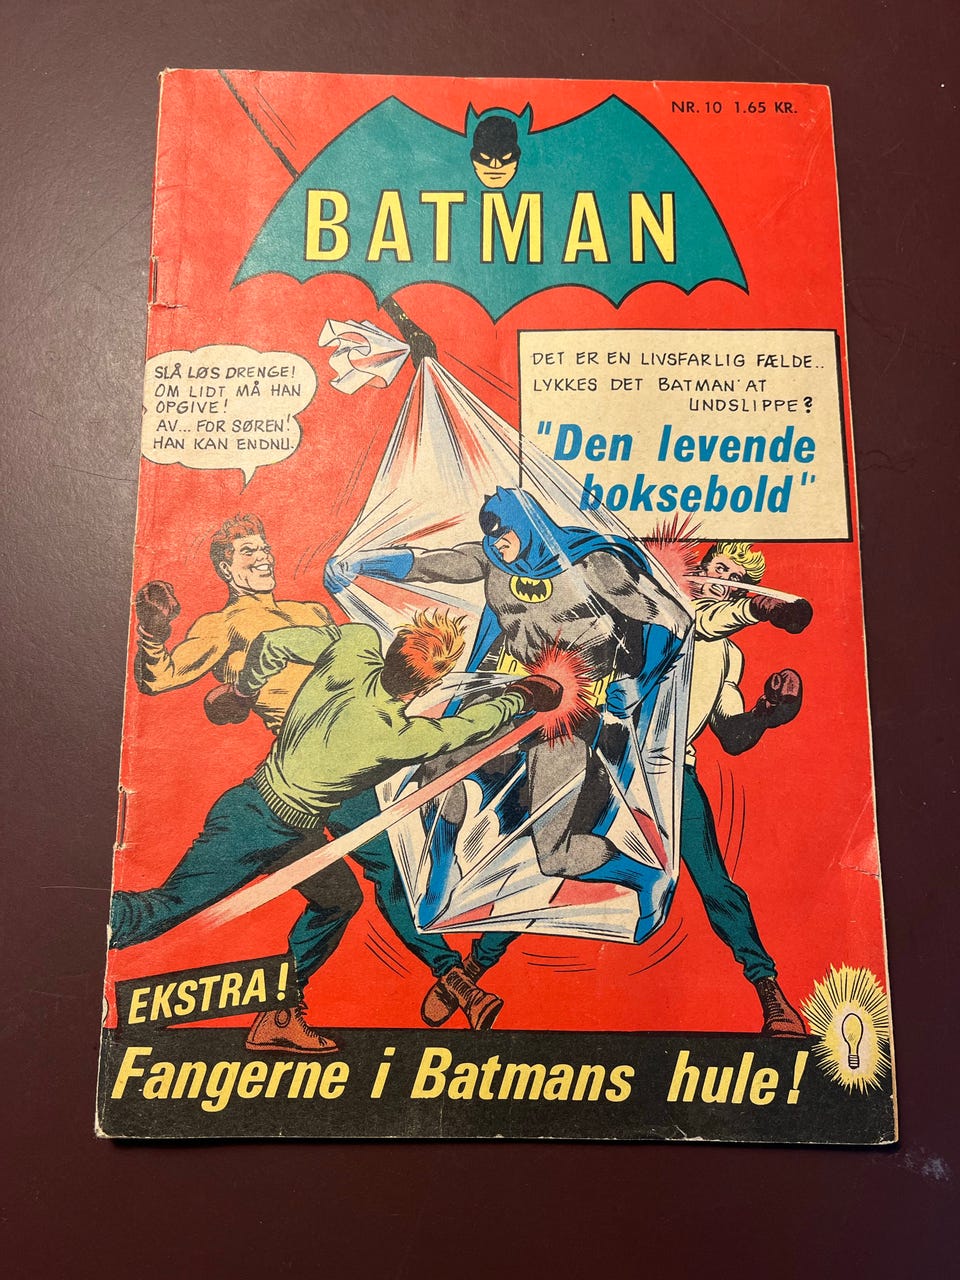 NR. 10 1.65 KR.
BATMAN
SLÅ LØS DRENGE!
OM LIDT MÅ HAN
OPGIVE!
AV... FOR SØREN!
HAN KAN ENDNU.
DET ER EN LIVSFARLIG FÆLDE..
LYKKES DET BATMAN AT
UNDSLIPPE?
"Den levende
boksebold"
EKSTRA!
Fangerne i Batmans hule!